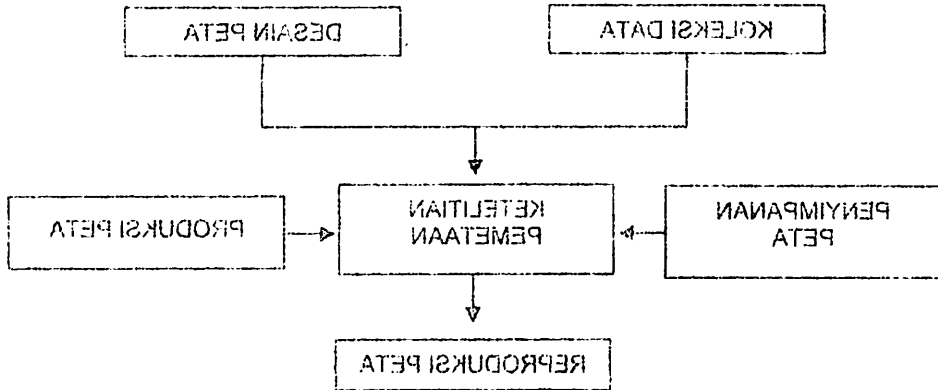 KOLEKSI DATA
DESAIN PETA
PENYIMPANAN
PETA
KETELITIAN
PEMETAAN
PRODUKSI PETA
REPRODUKSI PETA